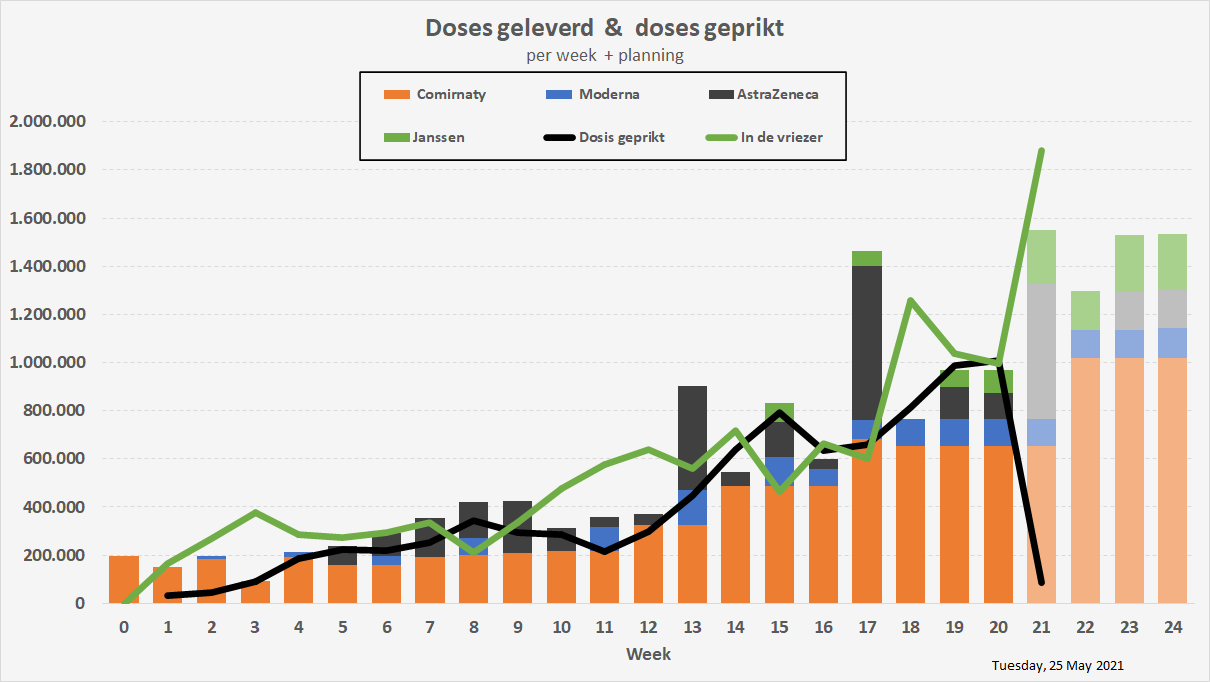 Doses geleverd & doses geprikt
per week + planning
Comirnaty Moderna AstraZeneca
Janssen Dosis geprikt In de vriezer
2.000.000
1.800.000
1.600.000
1.400.000
1.200.000
1.000.000
800.000
600.000
400.000
200.000
0
0 1 2 3 4 5 6 7 8 9 10 11 12 13 14 15 16 17 18 19 20 21 22 23 24
Week
Tuesday, 25 May 2021